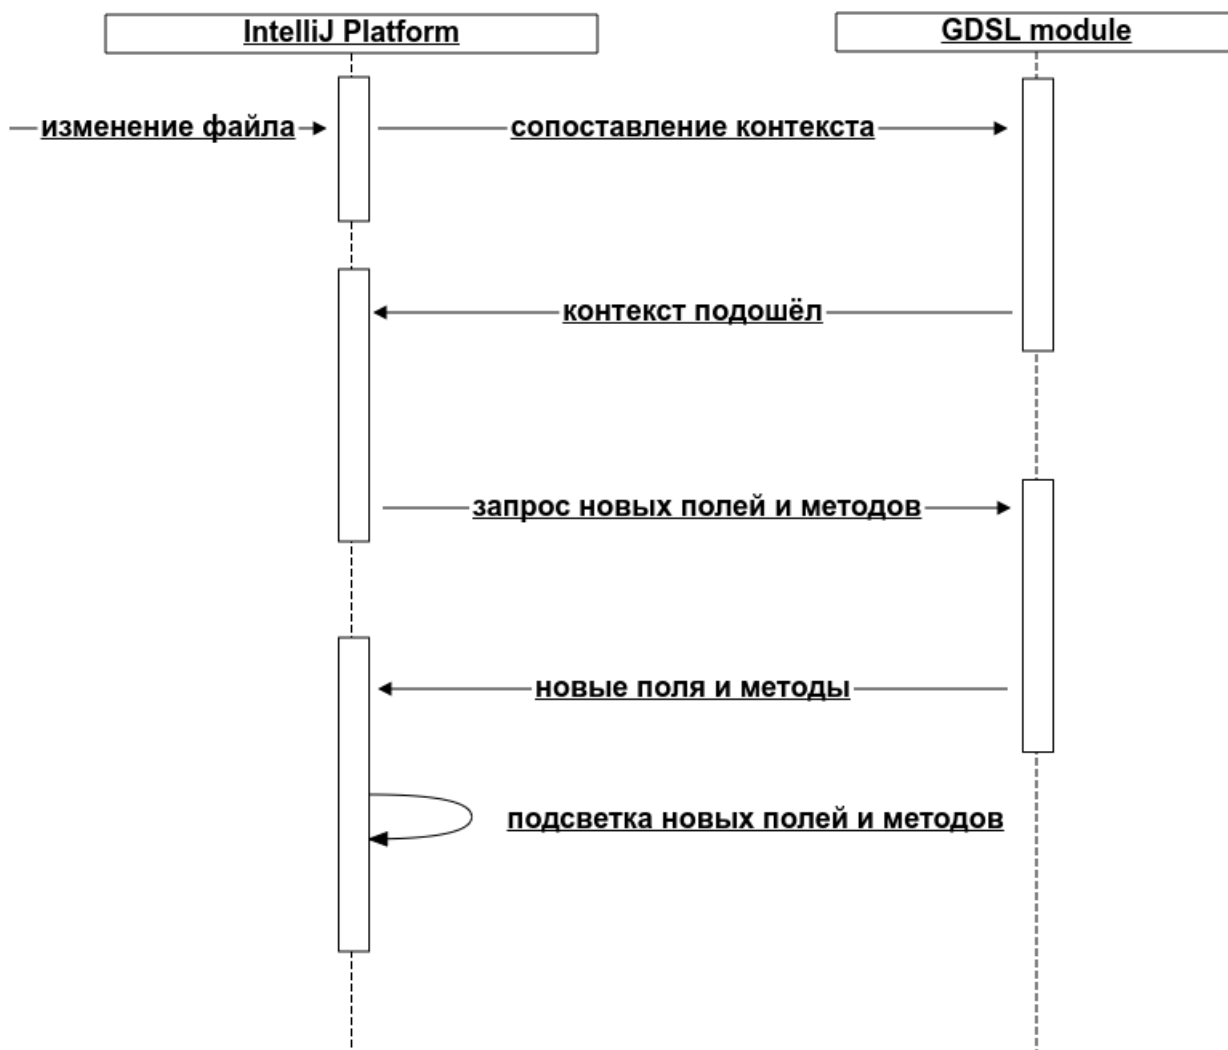 IntelliJ Platform
GDSL module
изменение файла
сопоставление контекста
контекст подошёл
запрос новых полей и методов
новые поля и методы
подсветка новых полей и методов